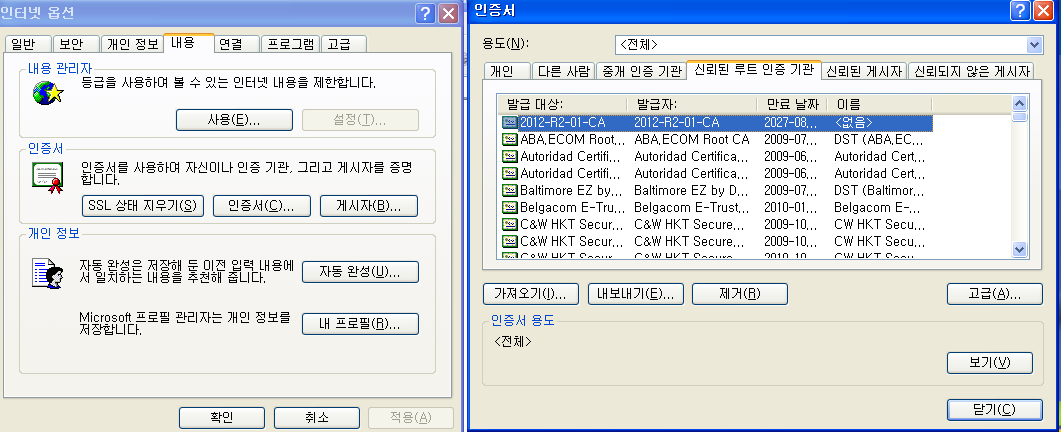 인터넷 옵션
일반 보안 개인 정보 내용 연결 프로그램 고급
내용 관리자
등급을 사용하며 볼 수 있는 인터넷 내용을 제한합니다.
사용(E)... 설정(T)...
인증서
인증서를 사용하며 자신이나 인증 기관, 그리고 게시자를 증명
합니다.
SSL 상태 지우기(S) 인증서(C)... 게시자(B)...
개인 정보
자동 완성은 저장해 둔 이전 입력 내용에
서 일치하는 내용을 추천해 줍니다.
자동 완성(U)...
Microsoft 프로필 관리자는 개인 정보를
저장합니다.
내 프로필(R)...
확인 취소 적용(A)
인증서
용도(N): <전체>
개인 다른 사람 중개 인증 기관 신뢰된 루트 인증 기관 신뢰된 게시자 신뢰되지 않은 게시자
발급 대상: 발급자: 만료 날짜 이름
2012-R2-01-CA 2012-R2-01-CA 2027-08... <없음>
ABA.ECOM Root... ABA.ECOM Root CA 2009-07... DST (ABA.EC...
Autoridad Certifi... Autoridad Certifica... 2009-06... Autoridad Cert...
Autoridad Certifi... Autoridad Certifica... 2009-06... Autoridad Cert...
Baltimore EZ by ... Baltimore EZ by D... 2009-07... DST (Baltimor...
Belgacom E-Tru... Belgacom E-Trust... 2010-01... Belgacom E-...
C&W HKT Secur... C&W HKT Secure... 2009-10... CW HKT Secu...
C&W HKT Secur... C&W HKT Secure... 2009-10... CW HKT Secu...
C&W HKT Secur... C&W HKT Secure... 2009-10... CW HKT Secu...
가져오기(I)... 내보내기(E)... 제거(R) 고급(A)...
인증서 용도
<전체>
보기(V)
닫기(C)